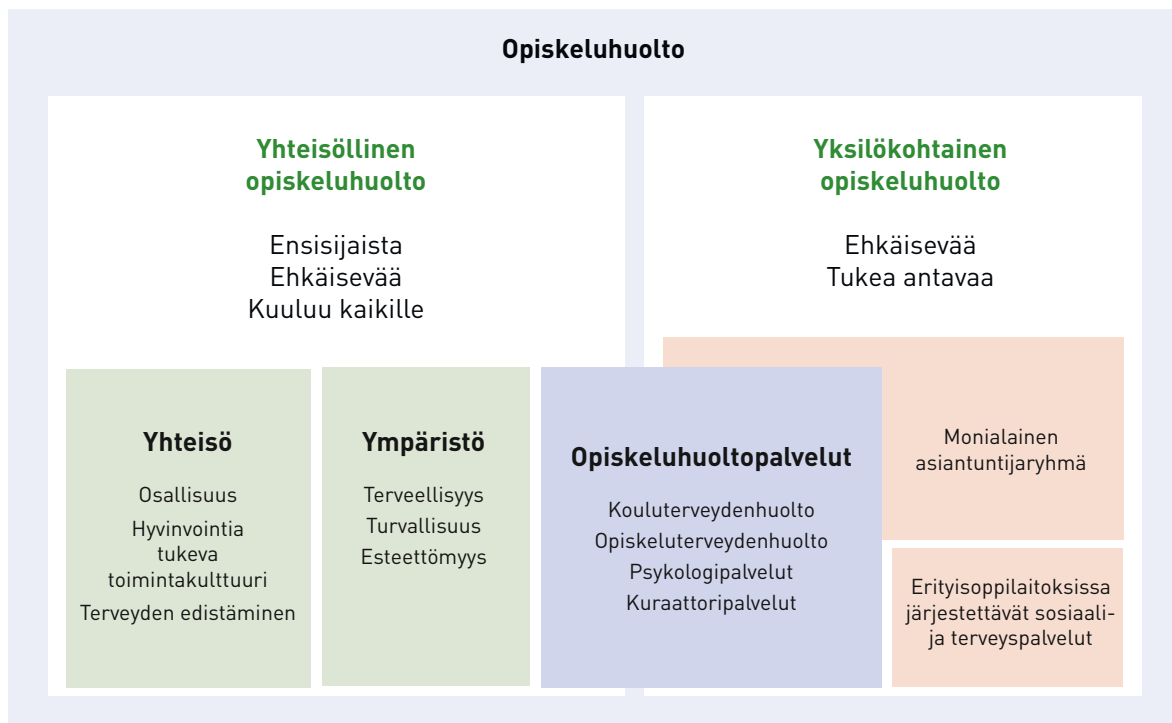 Opiskeluhuolto
Yhteisöllinen
opiskeluhuolto
Ensisijaista
Ehkäisevää
Kuuluu kaikille
Yksilökohtainen
opiskeluhuolto
Ehkäisevää
Tukea antavaa
Yhteisö
Osallisuus
Hyvinvointia
tukeva
toimintakulttuuri
Terveyden edistäminen
Ympäristö
Terveellisyys
Turvallisuus
Esteettömyys
Opiskeluhuoltopalvelut
Kouluterveydenhuolto
Opiskeluterveydenhuolto
Psykologipalvelut
Kuraattoripalvelut
Monialainen
asiantuntijaryhmä
Erityisoppilaitoksissa
järjestettävät sosiaali-
ja terveyspalvelut